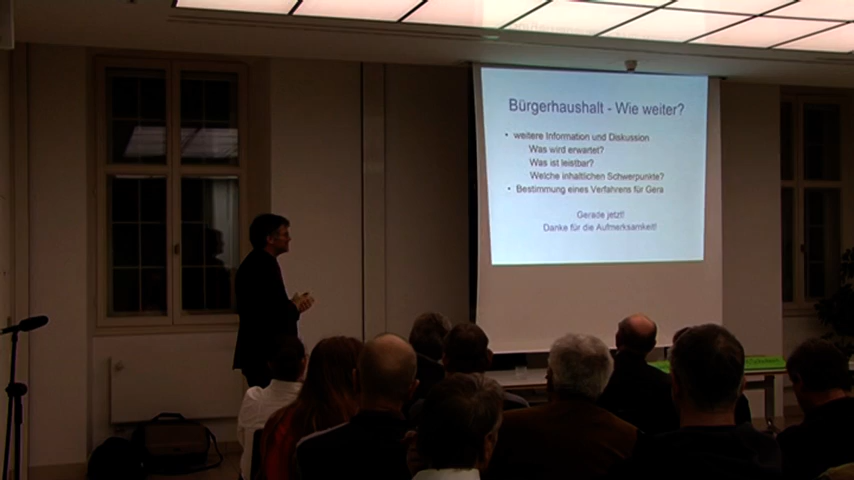 Bürgerhaushalt - Wie weiter?
• weitere Information und Diskussion
Was wird erwartet?
Was ist leistbar?
Welche inhaltlichen Schwerpunkte?
• Bestimmung eines Verfahrens für Gera
Gerade jetzt!
Danke für die Aufmerksamkeit!